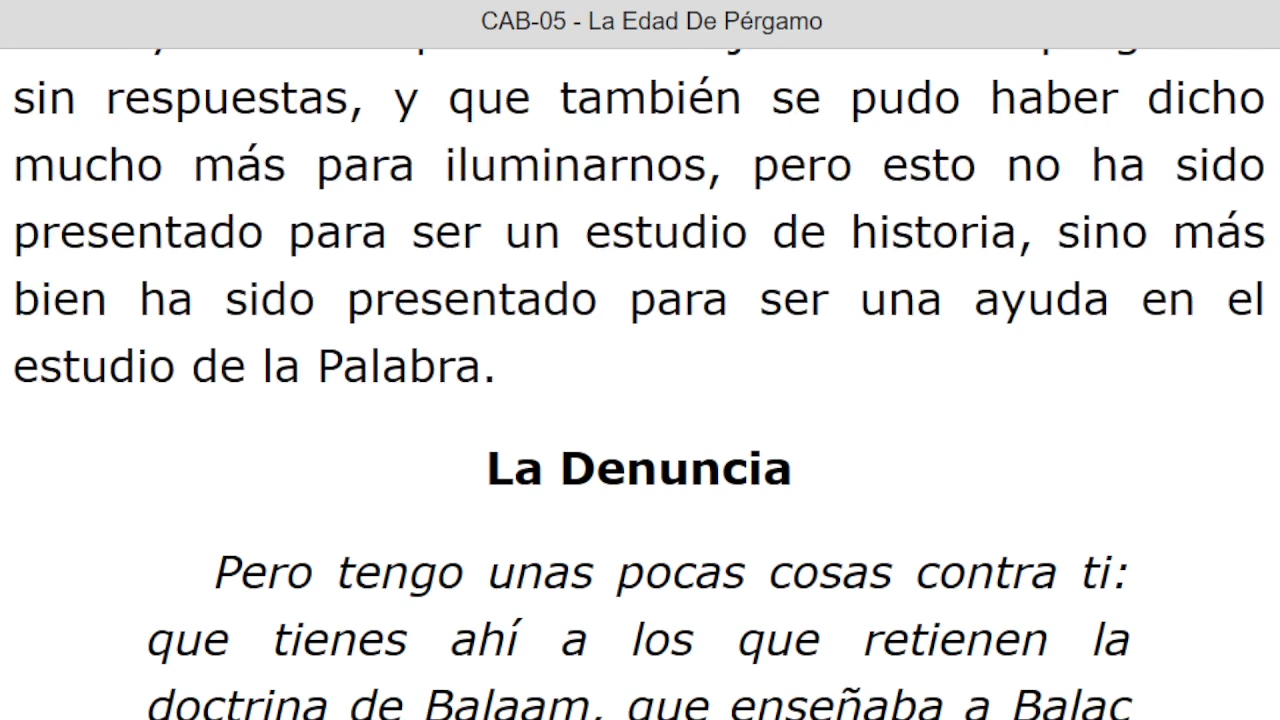 CAB-05 - La Edad De Pérgamo
sin respuestas, y que también se pudo haber dicho
mucho más para iluminarnos, pero esto no ha sido
presentado para ser un estudio de historia, sino más
bien ha sido presentado para ser una ayuda en el
estudio de la Palabra.
La Denuncia
Pero tengo unas pocas cosas contra ti:
que tienes ahí a los que retienen la
doctrina de Balaam, que enseñaba a Balac